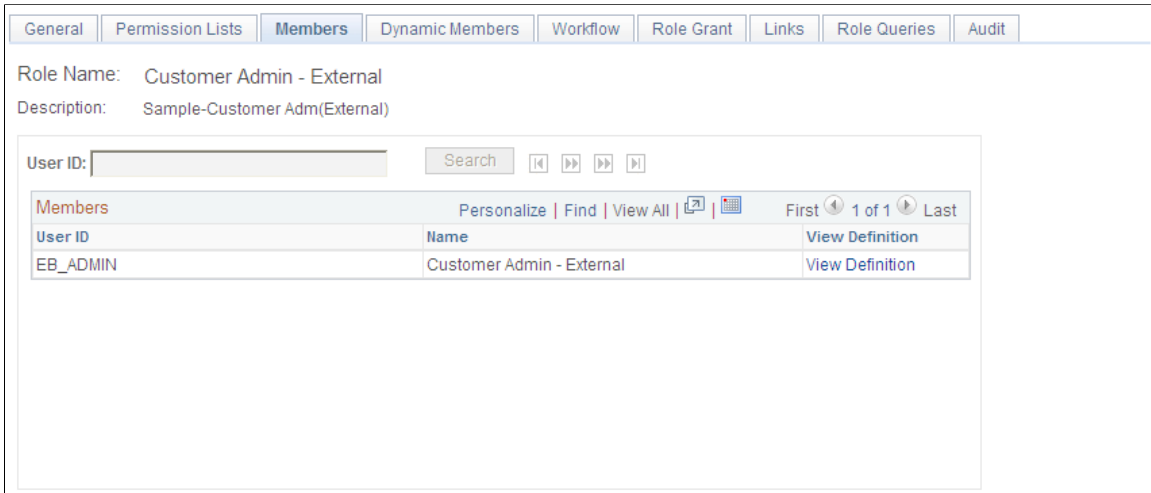 General Permission Lists Members Dynamic Members Workflow Role Grant Links Role Queries Audit
Role Name: Customer Admin - External
Description: Sample-Customer Adm(External)
User ID: Search
Members Personalize | Find | View All | | First 1 of 1 Last
User ID Name View Definition
EB_ADMIN Customer Admin - External View Definition